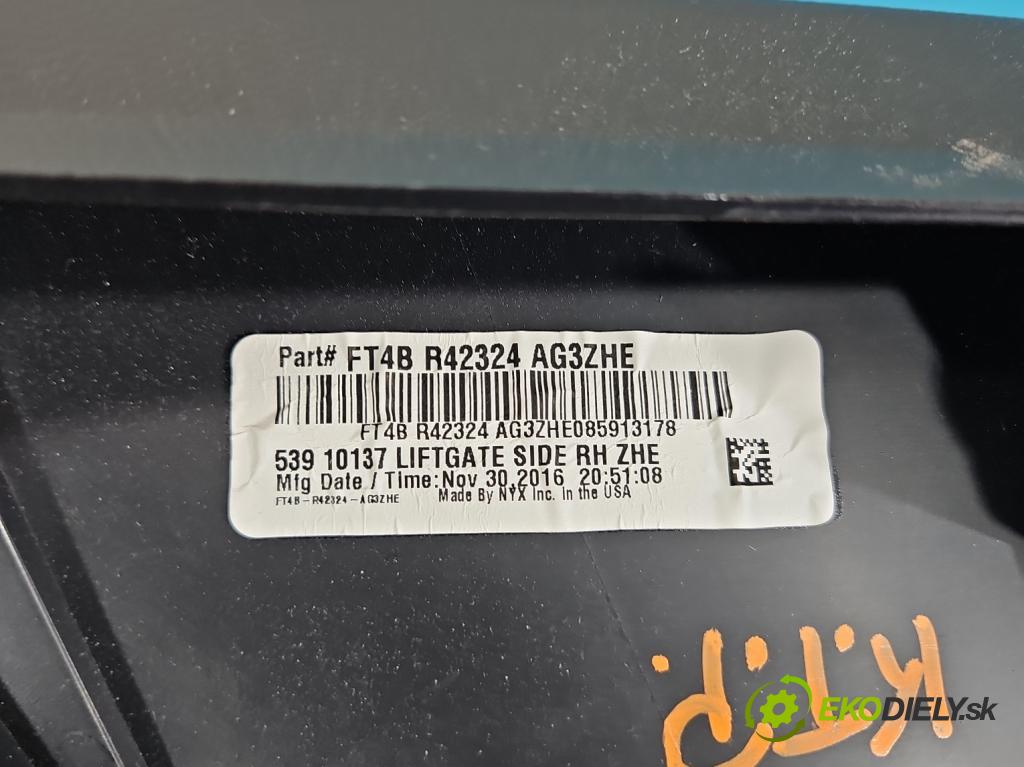 Part# FT4B R42324 AG3ZHE
FT4B R42324 AG3ZHE085913178
539 10137 LIFTGATE SIDE RH ZHE
Mfg Date / Time:Nov 30,2016 20:51:08
FT4B-R42324-AG3ZHE
Made By NYX Inc. In the USA
EKODIELY.sk